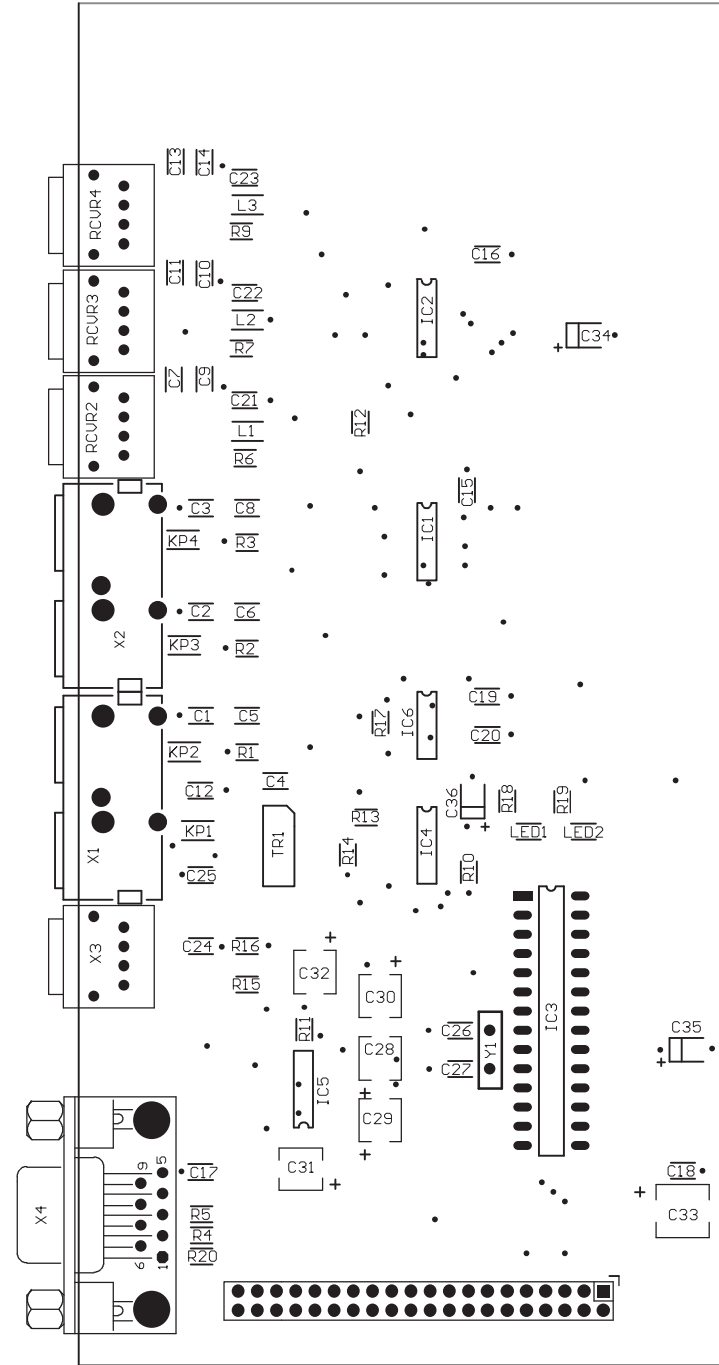 C13
C14
C23
RCVR4
L3
R9
C16
C11
C10
C22
RCVR3
L2
IC2
R7
C34
+
C7
C9
C21
RCVR2
L1
R12
R6
C15
C3
C8
IC1
KP4
R3
C2
C6
X2
KP3
R2
C19
C1
C5
R17
IC6
C20
KP2
R1
C4
C12
C36
R18
R19
R13
+
KP1
LED1
LED2
TR1
IC4
X1
R14
R10
C25
+
X3
C24
R16
+
C32
R15
C30
IC3
R11
C26
C35
C28
Y1
+
C27
IC5
+
C29
+
9
5
C31
C17
C18
+
+
X4
R5
C33
R4
6
1
R20